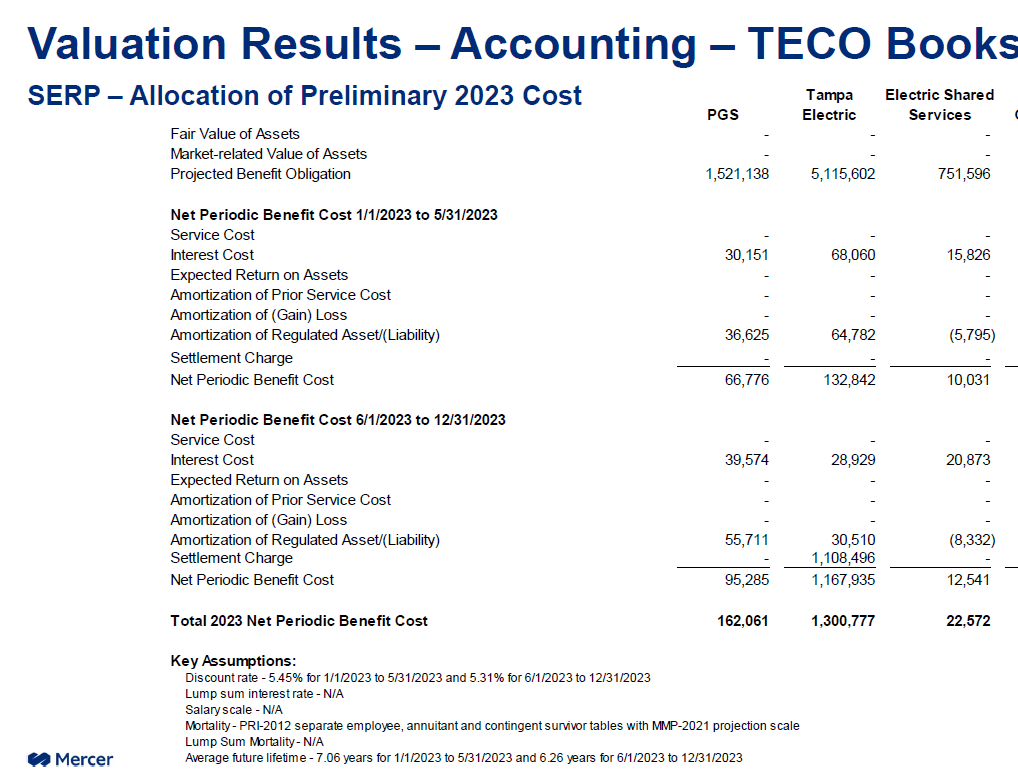 Valuation Results – Accounting – TECO Books
SERP – Allocation of Preliminary 2023 Cost
PGS Tampa Electric Electric Shared Services
Fair Value of Assets - - -
Market-related Value of Assets - - -
Projected Benefit Obligation 1,521,138 5,115,602 751,596
Net Periodic Benefit Cost 1/1/2023 to 5/31/2023
Service Cost - - -
Interest Cost 30,151 68,060 15,826
Expected Return on Assets - - -
Amortization of Prior Service Cost - - -
Amortization of (Gain) Loss - - -
Amortization of Regulated Asset/(Liability) 36,625 64,782 (5,795)
Settlement Charge - - -
Net Periodic Benefit Cost 66,776 132,842 10,031
Net Periodic Benefit Cost 6/1/2023 to 12/31/2023
Service Cost - - -
Interest Cost 39,574 28,929 20,873
Expected Return on Assets - - -
Amortization of Prior Service Cost - - -
Amortization of (Gain) Loss - - -
Amortization of Regulated Asset/(Liability) 55,711 30,510 (8,332)
Settlement Charge - 1,108,496 -
Net Periodic Benefit Cost 95,285 1,167,935 12,541
Total 2023 Net Periodic Benefit Cost 162,061 1,300,777 22,572
Key Assumptions:
Discount rate - 5.45% for 1/1/2023 to 5/31/2023 and 5.31% for 6/1/2023 to 12/31/2023
Lump sum interest rate - N/A
Salary scale - N/A
Mortality - PRI-2012 separate employee, annuitant and contingent survivor tables with MMP-2021 projection scale
Lump Sum Mortality - N/A
Average future lifetime - 7.06 years for 1/1/2023 to 5/31/2023 and 6.26 years for 6/1/2023 to 12/31/2023
Mercer